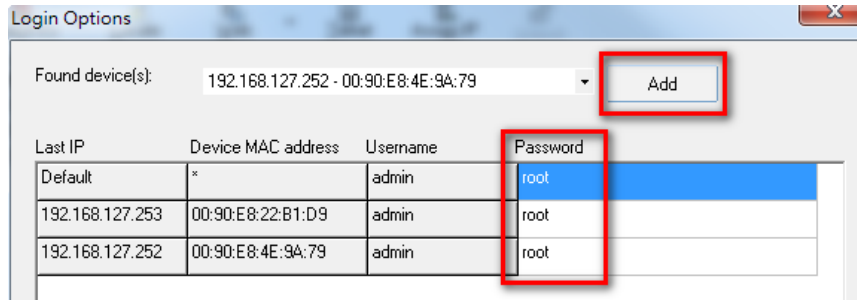 Login Options
Found device(s): 192.168.127.252 - 00:90:E8:4E:9A:79 Add
Last IP Device MAC address Username Password
Default * admin root
192.168.127.253 00:90:E8:22:B1:D9 admin root
192.168.127.252 00:90:E8:4E:9A:79 admin root